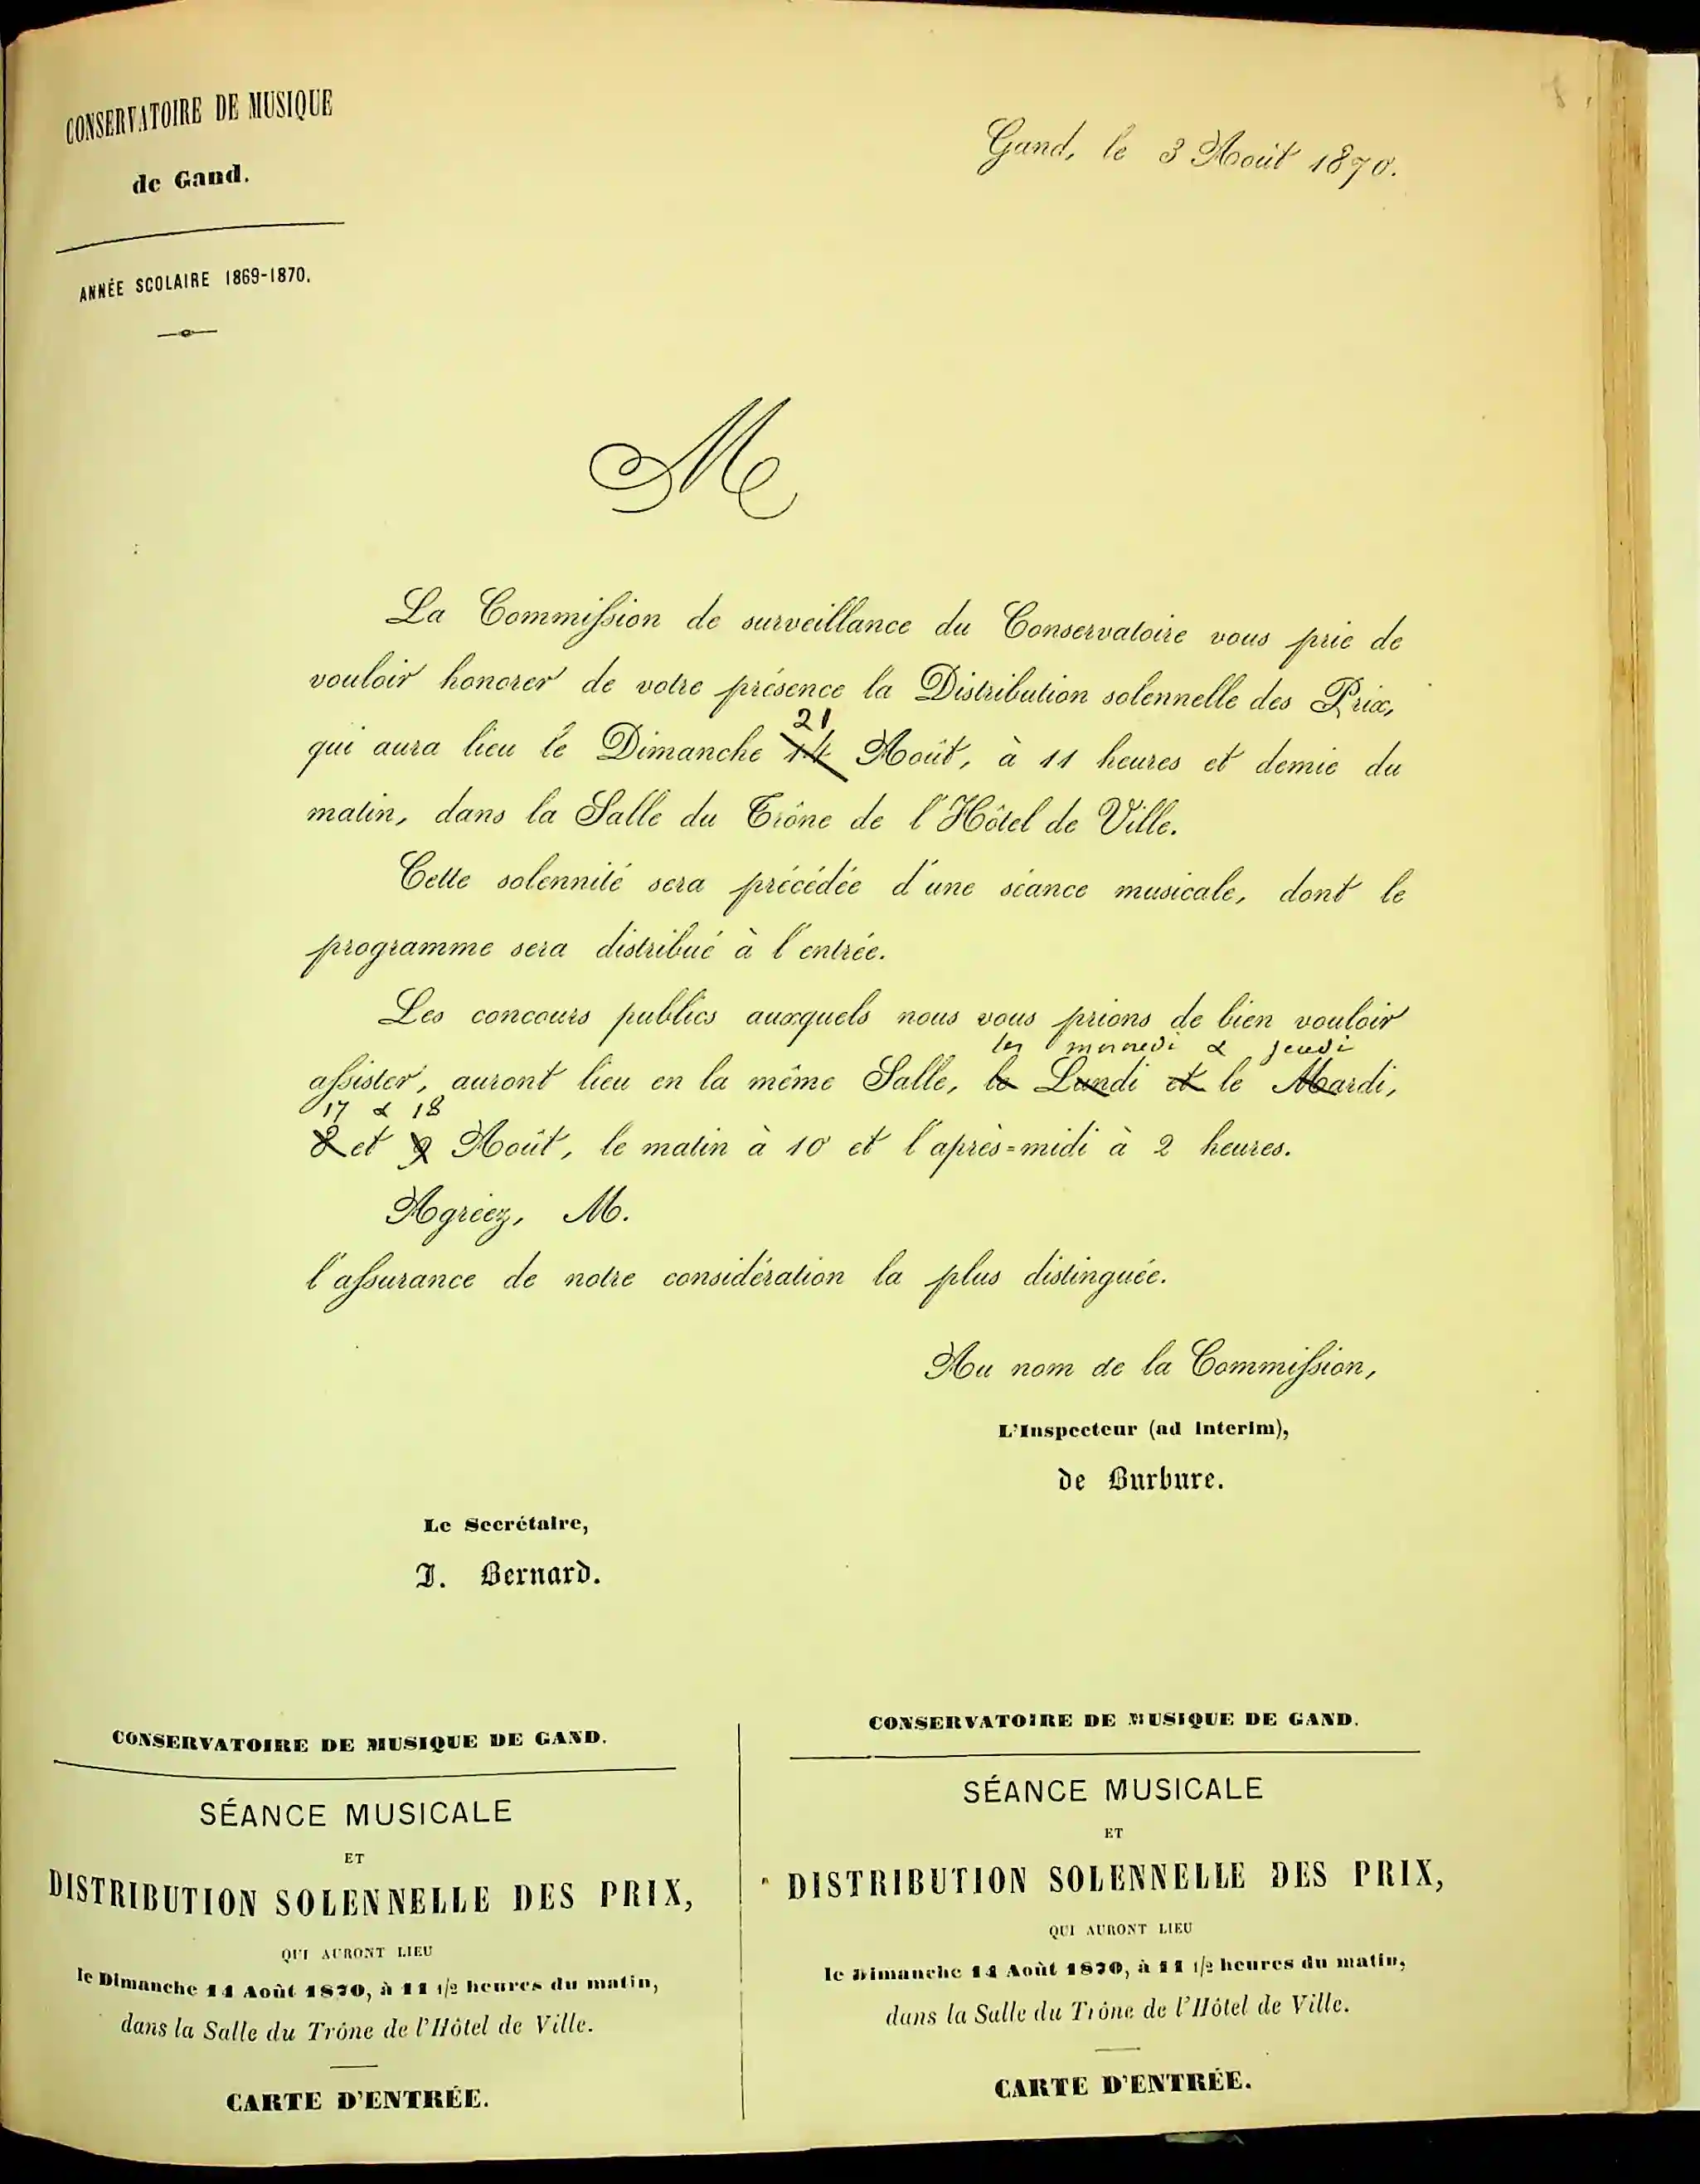 CONSERVATOIRE DE MUSIQUE
de Gand.
ANNÉE SCOLAIRE 1869-1870.
Gand, le 3 Août 1870.
M
La Commission de surveillance du Conservatoire vous prie de
vouloir honorer de votre présence la Distribution solennelle des Prix,
21
qui aura lieu le Dimanche 14 Août, à 11 heures et demie du
matin, dans la Salle du Trône de l'Hôtel de Ville.
Cette solennité sera précédée d'une séance musicale, dont le
programme sera distribué à l'entrée.
Les concours publics auxquels nous vous prions de bien vouloir
les mercredi & jeudi
assister, auront lieu en la même Salle, le Lundi et le Mardi,
17 & 18
8 et 9 Août, le matin à 10 et l'après-midi à 2 heures.
Agréez, M.
l'assurance de notre considération la plus distinguée.
Au nom de la Commission,
L'Inspecteur (ad interim),
de Burbure.
Le Secrétaire,
J. Bernard.
CONSERVATOIRE DE MUSIQUE DE GAND.
SÉANCE MUSICALE
ET
DISTRIBUTION SOLENNELLE DES PRIX,
QUI AURONT LIEU
le Dimanche 14 Août 1870, à 11 1/2 heures du matin,
dans la Salle du Trône de l'Hôtel de Ville.
CARTE D'ENTRÉE.
CONSERVATOIRE DE MUSIQUE DE GAND.
SÉANCE MUSICALE
ET
DISTRIBUTION SOLENNELLE DES PRIX,
QUI AURONT LIEU
le Dimanche 14 Août 1870, à 11 1/2 heures du matin,
dans la Salle du Trône de l'Hôtel de Ville.
CARTE D'ENTRÉE.